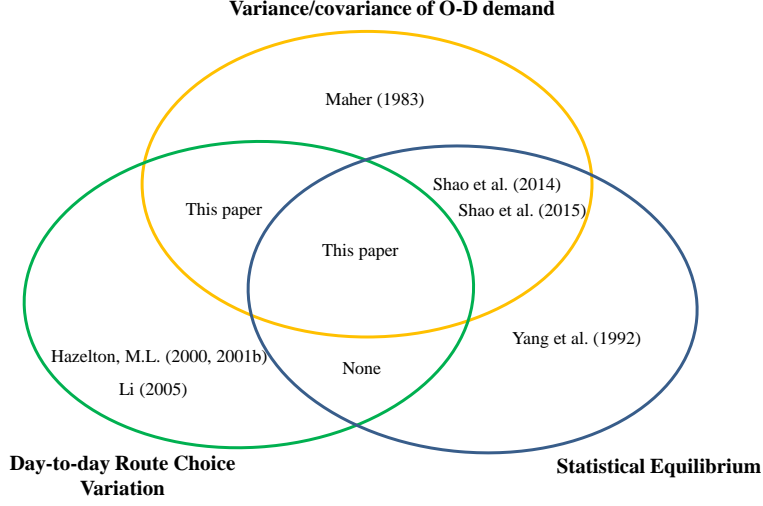 Variance/covariance of O-D demand
Maher (1983)
Shao et al. (2014)
This paper
Shao et al. (2015)
This paper
Yang et al. (1992)
Hazelton, M.L. (2000, 2001b)
None
Li (2005)
Day-to-day Route Choice
Variation
Statistical Equilibrium